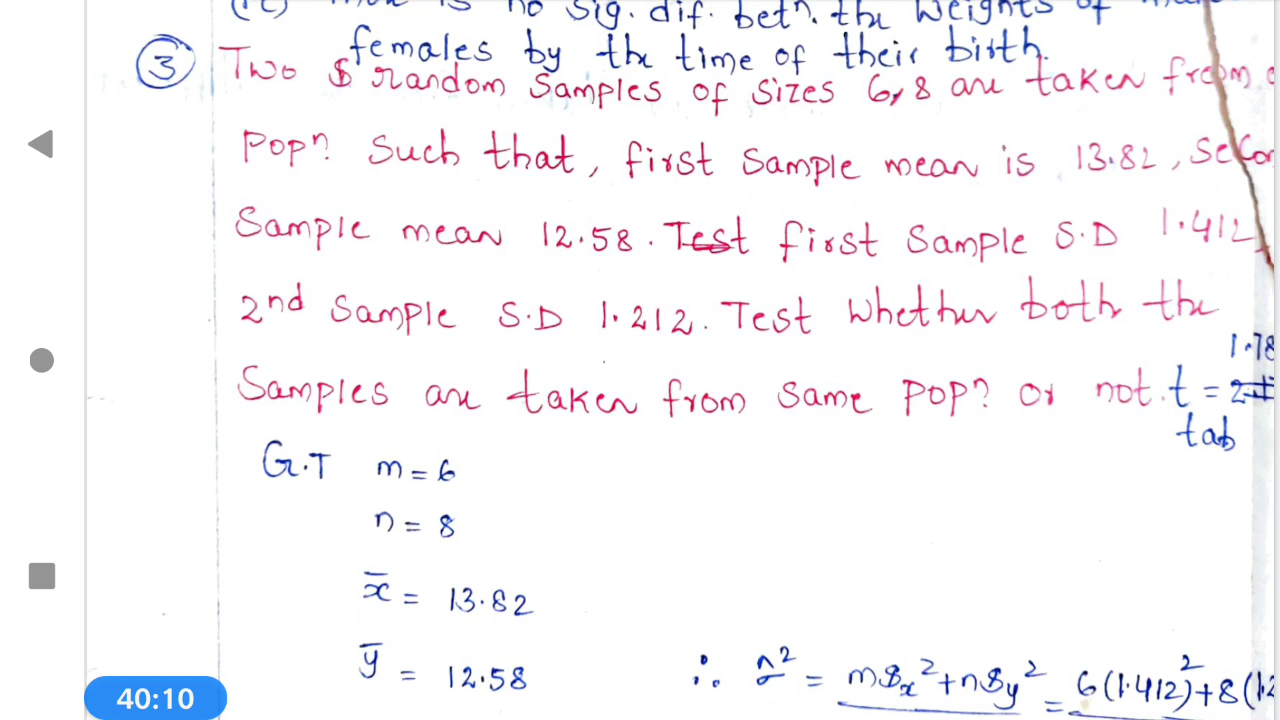 no sig. dif. betn. the weights of
females by the time of their birth.
③ Two random samples of sizes 6, 8 are taken from
popn. such that, first sample mean is 13.82,
sample mean 12.58. Test first sample S.D 1.412,
2nd sample S.D 1.212. Test whether both the
1.78
samples are taken from same popn. or not. t =
tab
G.T m = 6
n = 8
x̄ = 13.82
ȳ = 12.58
∴ = mSx²+nSy² = 6(1.412)²+8(1.2
40:10